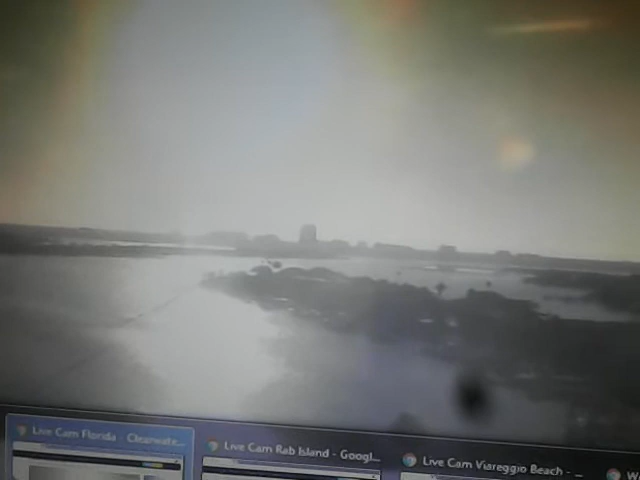 Live Cam Florida - Clearwate...
Live Cam Rab Island - Googl...
Live Cam Viareggio Beach - ...
W